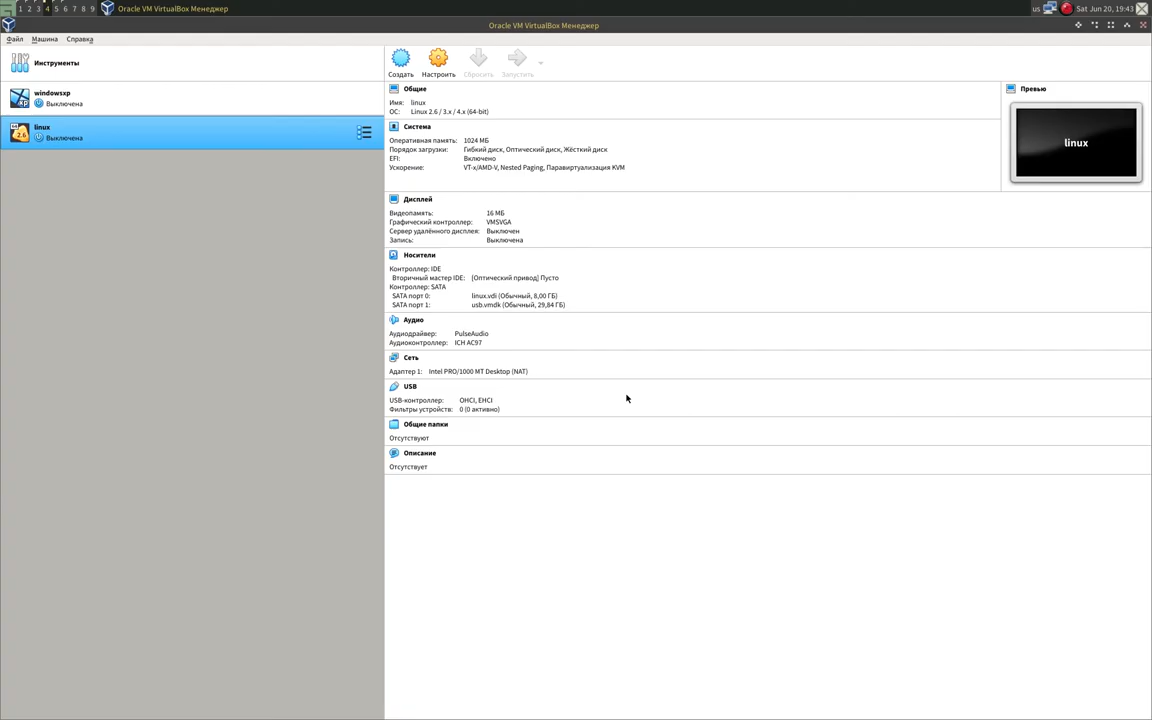 1 2 3 4 5 6 7 8 9 Oracle VM VirtualBox Менеджер us Sat Jun 20, 19:43
Oracle VM VirtualBox Менеджер
Файл Машина Справка
Инструменты
windowsxp
Выключена
linux
Выключена
Создать Настроить Сбросить Запустить
Общие
Имя: linux
ОС: Linux 2.6 / 3.x / 4.x (64-bit)
Превью
linux
Система
Оперативная память: 1024 МБ
Порядок загрузки: Гибкий диск, Оптический диск, Жёсткий диск
EFI: Включено
Ускорение: VT-x/AMD-V, Nested Paging, Паравиртуализация KVM
Дисплей
Видеопамять: 16 МБ
Графический контроллер: VMSVGA
Сервер удалённого дисплея: Выключен
Запись: Выключена
Носители
Контроллер: IDE
Вторичный мастер IDE: [Оптический привод] Пусто
Контроллер: SATA
SATA порт 0: linux.vdi (Обычный, 8,00 ГБ)
SATA порт 1: usb.vmdk (Обычный, 29,84 ГБ)
Аудио
Аудиодрайвер: PulseAudio
Аудиоконтроллер: ICH AC97
Сеть
Адаптер 1: Intel PRO/1000 MT Desktop (NAT)
USB
USB-контроллер: OHCI, EHCI
Фильтры устройств: 0 (0 активно)
Общие папки
Отсутствуют
Описание
Отсутствует